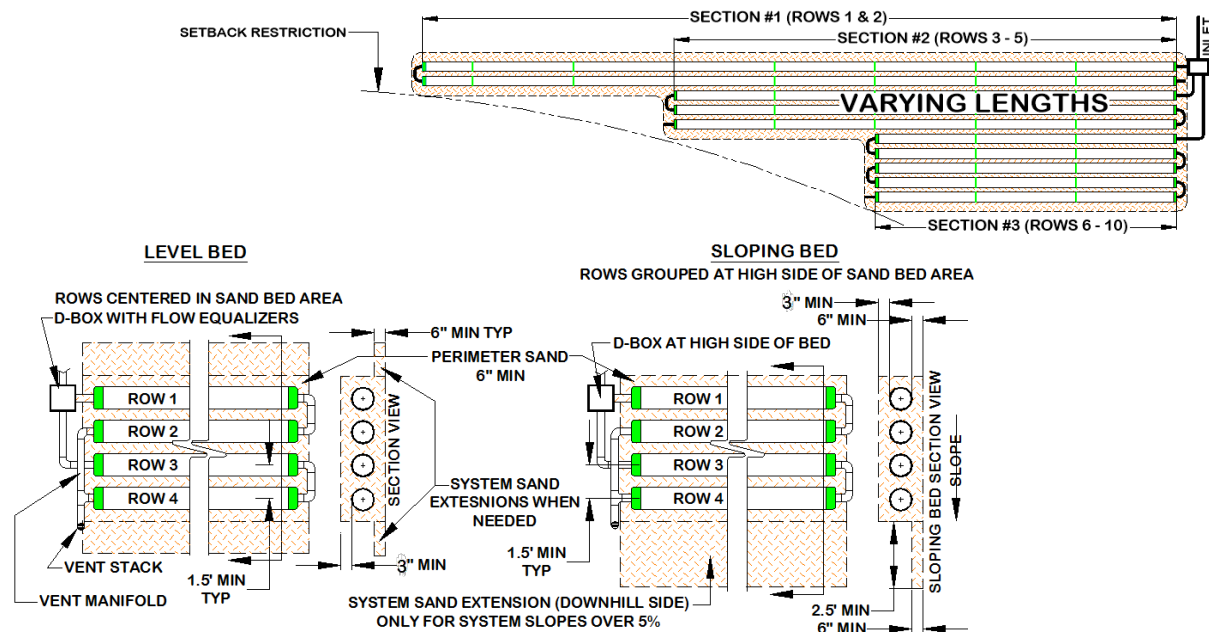 SECTION #1 (ROWS 1 & 2)
SETBACK RESTRICTION
SECTION #2 (ROWS 3 - 5)
INLET
VARYING LENGTHS
SECTION #3 (ROWS 6 - 10)
LEVEL BED
ROWS CENTERED IN SAND BED AREA
D-BOX WITH FLOW EQUALIZERS
6" MIN TYP
PERIMETER SAND
6" MIN
ROW 1
ROW 2
ROW 3
ROW 4
SECTION VIEW
SYSTEM SAND
EXTESNIONS WHEN
NEEDED
VENT STACK
VENT MANIFOLD
1.5' MIN
TYP
3" MIN
SLOPING BED
ROWS GROUPED AT HIGH SIDE OF SAND BED AREA
3" MIN
6" MIN
D-BOX AT HIGH SIDE OF BED
ROW 1
ROW 2
ROW 3
ROW 4
SLOPING BED SECTION VIEW
SLOPE
1.5' MIN
TYP
SYSTEM SAND EXTENSION (DOWNHILL SIDE)
ONLY FOR SYSTEM SLOPES OVER 5%
2.5' MIN
6" MIN